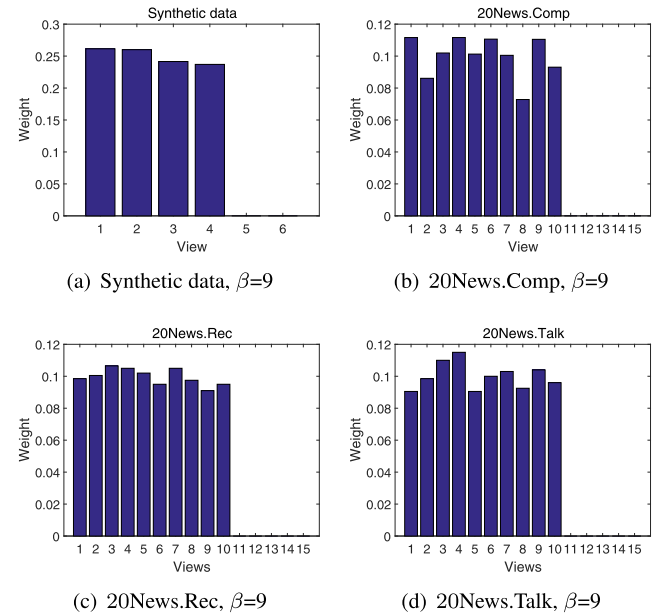 Synthetic data
0.3
0.25
0.2
0.15
0.1
0.05
0
Weight
1 2 3 4 5 6
View
(a) Synthetic data, β=9
20News.Comp
0.12
0.1
0.08
0.06
0.04
0.02
0
Weight
1 2 3 4 5 6 7 8 9 10 11 12 13 14 15
View
(b) 20News.Comp, β=9
20News.Rec
0.12
0.1
0.08
0.06
0.04
0.02
0
Weight
1 2 3 4 5 6 7 8 9 10 11 12 13 14 15
Views
(c) 20News.Rec, β=9
20News.Talk
0.12
0.1
0.08
0.06
0.04
0.02
0
Weight
1 2 3 4 5 6 7 8 9 10 11 12 13 14 15
Views
(d) 20News.Talk, β=9